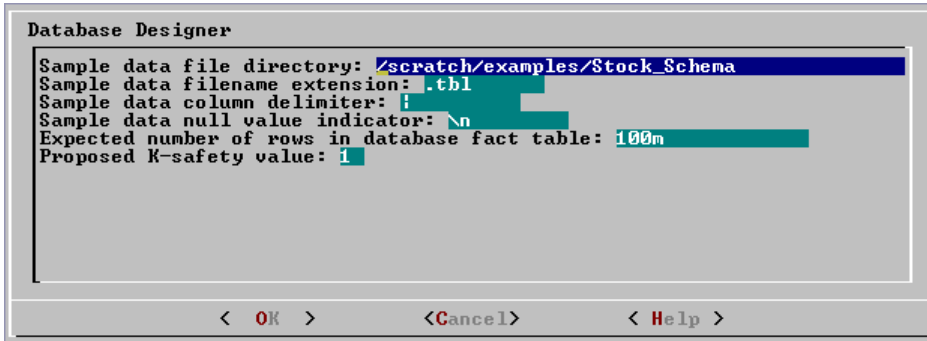 Database Designer
Sample data file directory: /scratch/examples/Stock_Schema
Sample data filename extension: .tbl
Sample data column delimiter: ¦
Sample data null value indicator: \n
Expected number of rows in database fact table: 100m
Proposed K-safety value: 1
< OK > <Cancel> < Help >